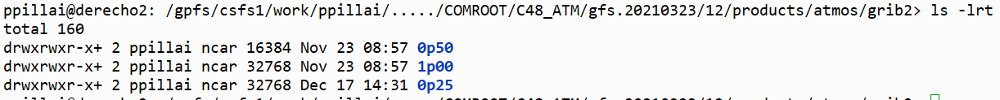 ppillai@derecho2: /gpfs/csfs1/work/ppillai/...../COMROOT/C48_ATM/gfs.20210323/12/products/atmos/grib2> ls -lrt
total 160
drwxrwxr-x+ 2 ppillai ncar 16384 Nov 23 08:57 0p50
drwxrwxr-x+ 2 ppillai ncar 32768 Nov 23 08:57 1p00
drwxrwxr-x+ 2 ppillai ncar 32768 Dec 17 14:31 0p25